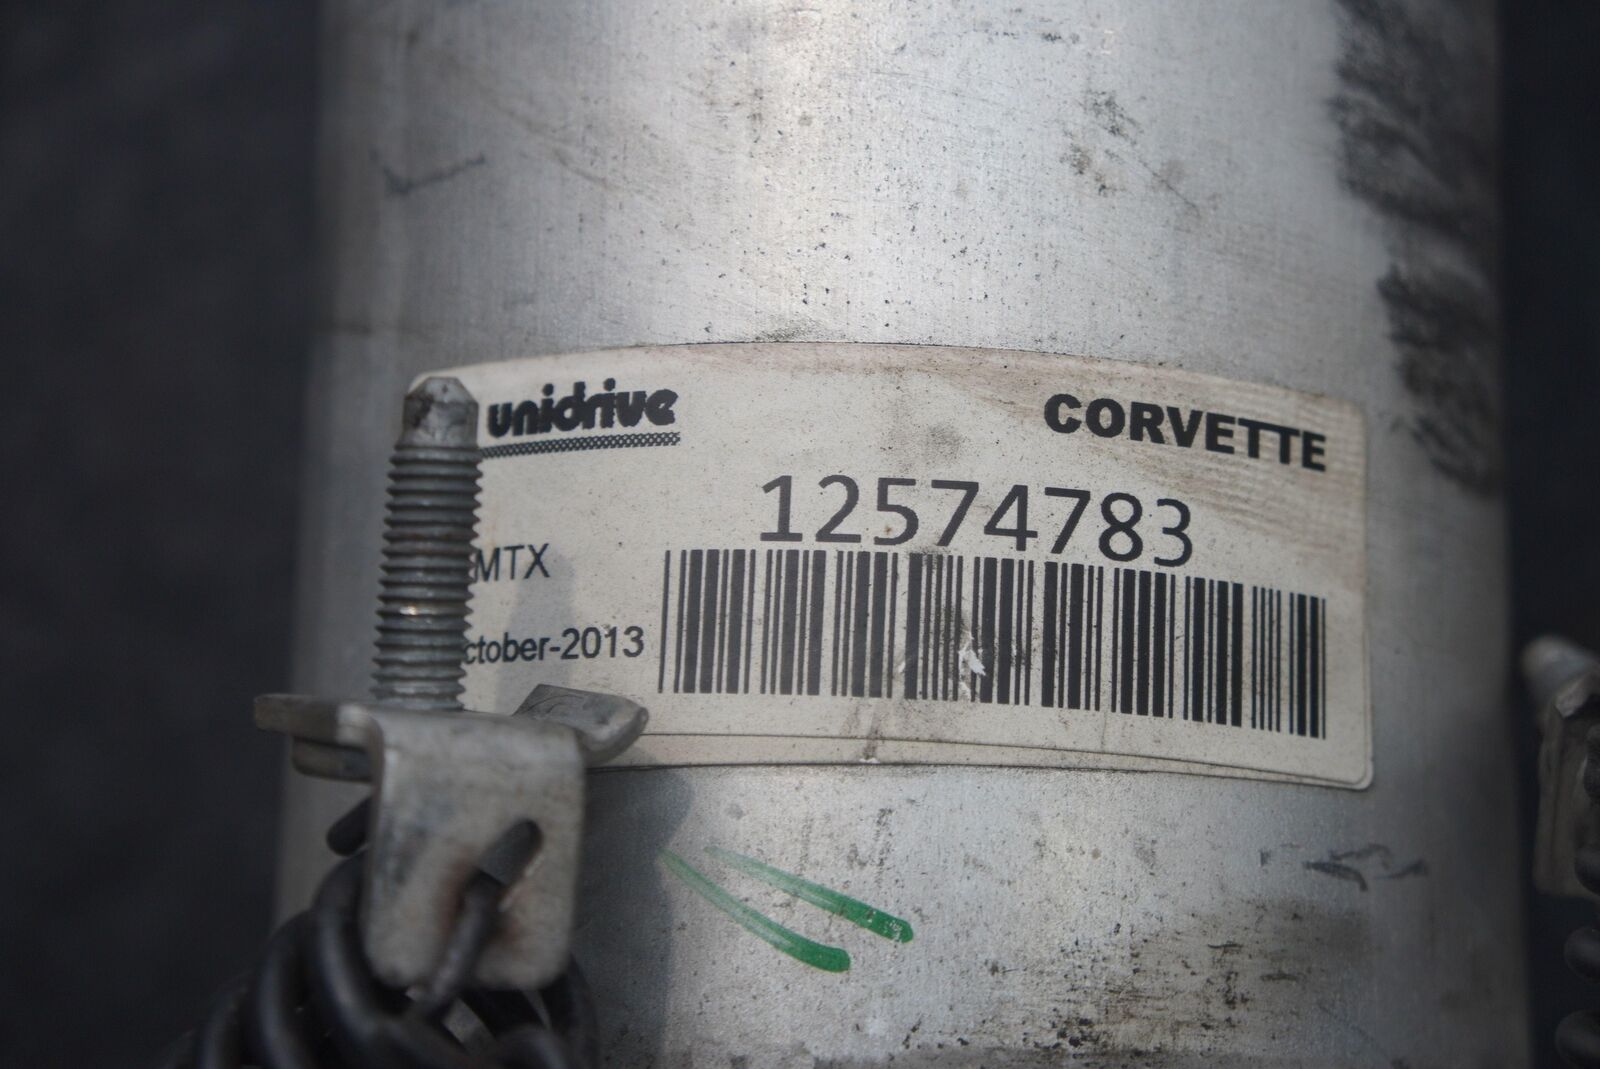 unidrive
CORVETTE
12574783
MTX
ctober-2013